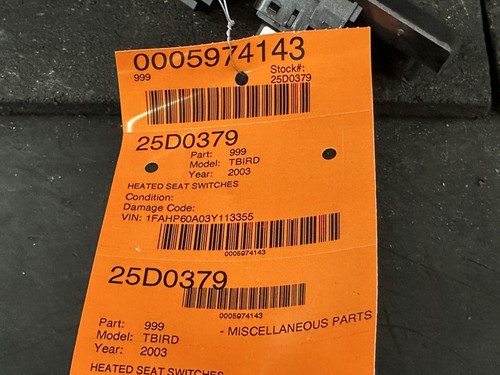 0005974143
999
Stock#:
25D0379
25D0379
Part: 999
Model: TBIRD
Year: 2003
HEATED SEAT SWITCHES
Condition:
Damage Code:
VIN: 1FAHP60A03Y113355
0005974143
25D0379
0005974143
- MISCELLANEOUS PARTS
Part: 999
Model: TBIRD
Year: 2003
HEATED SEAT SWITCHES